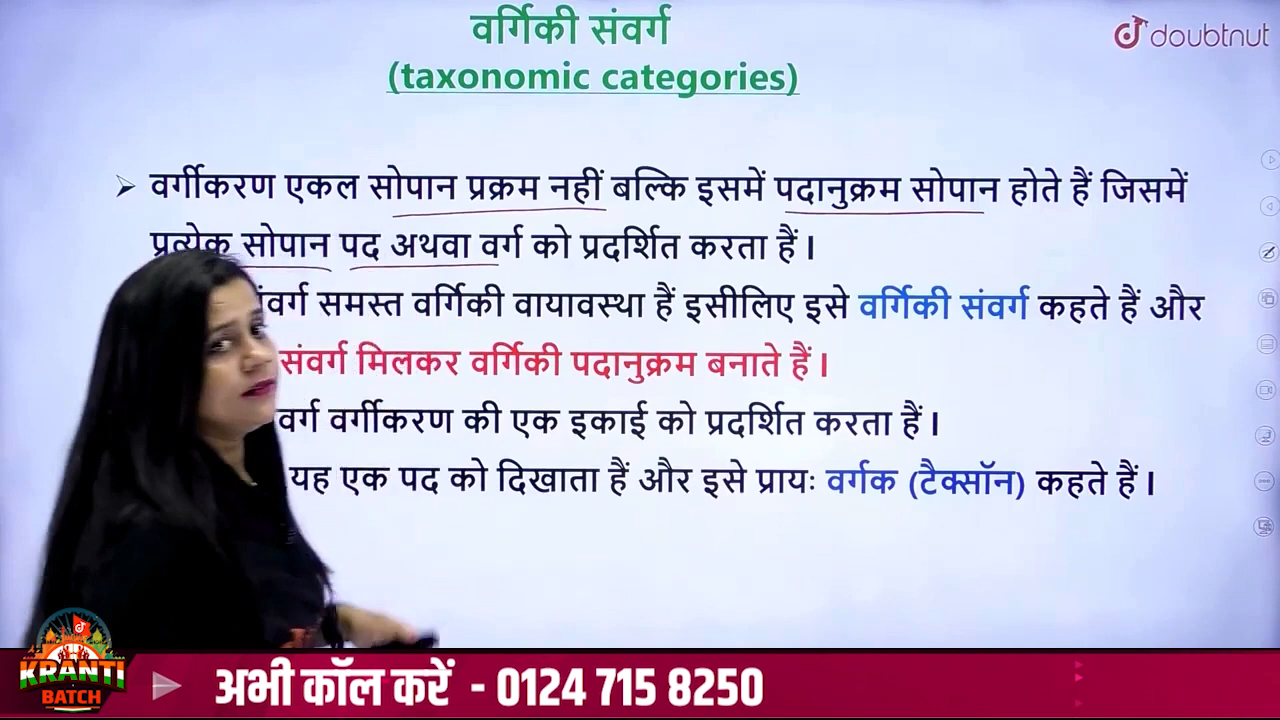 वर्गिकी संवर्ग
(taxonomic categories)
doubtnut
➢ वर्गीकरण एकल सोपान प्रक्रम नहीं बल्कि इसमें पदानुक्रम सोपान होते हैं जिसमें
प्रत्येक सोपान पद अथवा वर्ग को प्रदर्शित करता हैं ।
समस्त वर्गिकी वायावस्था हैं इसीलिए इसे वर्गिकी संवर्ग कहते हैं और
संवर्ग मिलकर वर्गिकी पदानुक्रम बनाते हैं ।
वर्ग वर्गीकरण की एक इकाई को प्रदर्शित करता हैं ।
यह एक पद को दिखाता हैं और इसे प्रायः वर्गक (टैक्सॉन) कहते हैं ।
KRANTI
BATCH
अभी कॉल करें - 0124 715 8250